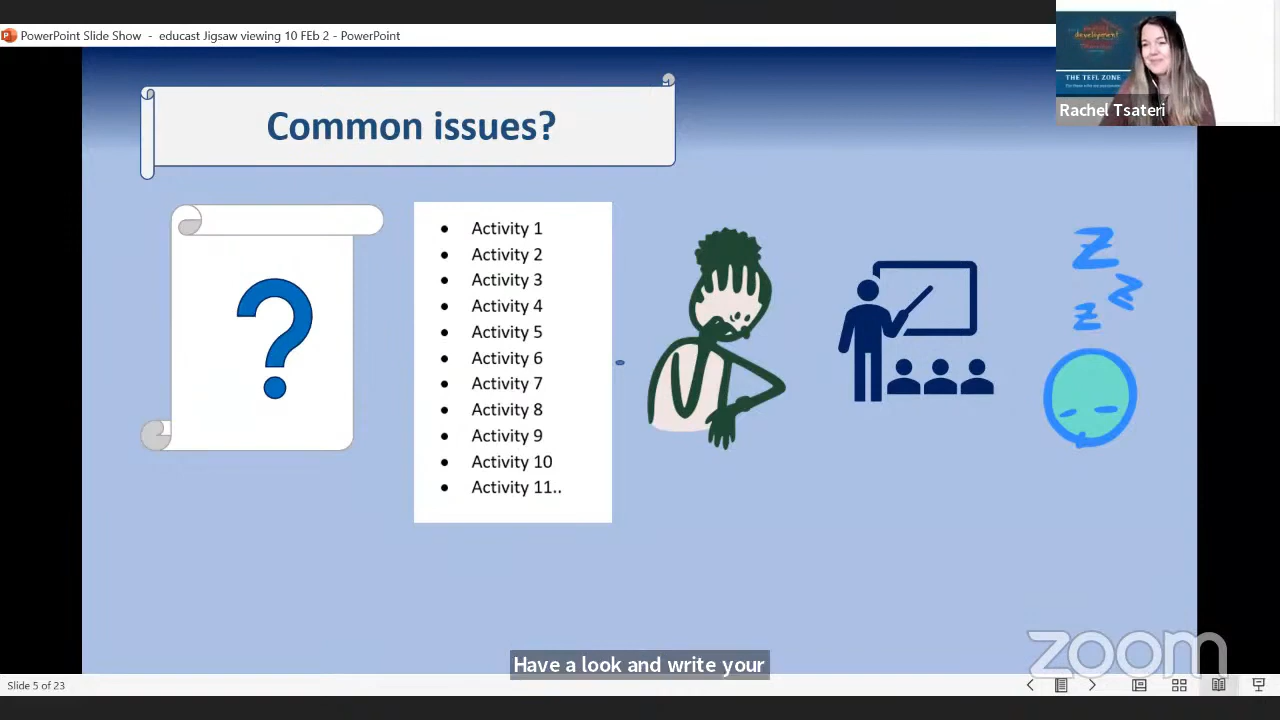 PowerPoint Slide Show - educast Jigsaw viewing 10 FEb 2 - PowerPoint
development
THE TEFL ZONE
Rachel Tsateri
Common issues?
?
• Activity 1
• Activity 2
• Activity 3
• Activity 4
• Activity 5
• Activity 6
• Activity 7
• Activity 8
• Activity 9
• Activity 10
• Activity 11..
Z
Z
Z
Have a look and write your
zoom
Slide 5 of 23